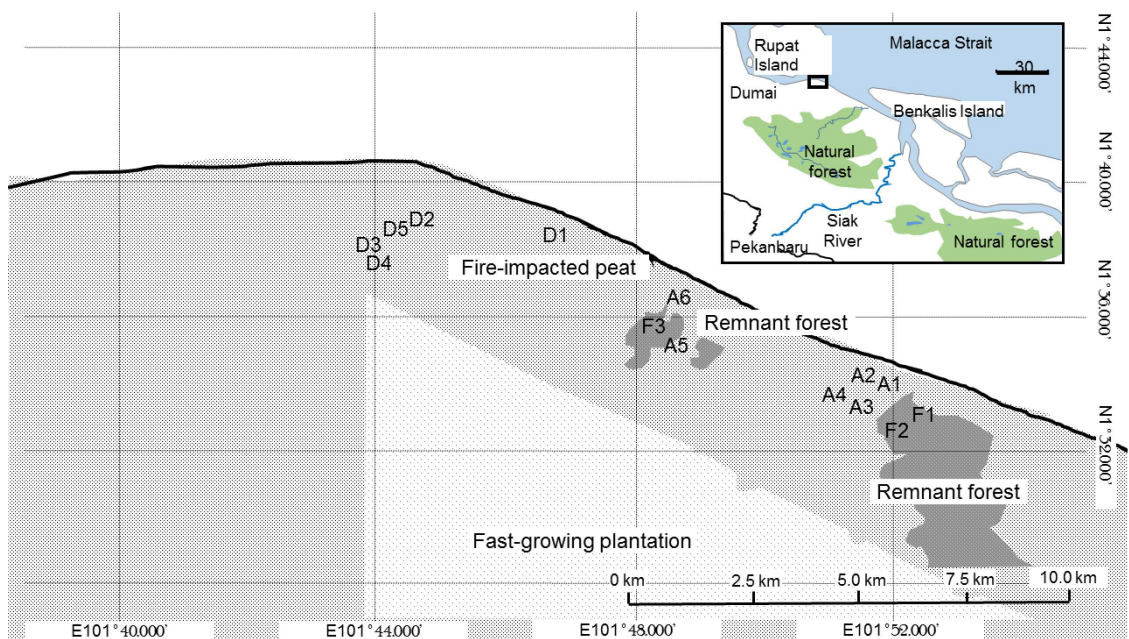 Rupat
Island
Malacca Strait
30
km
Dumai
Benkalis Island
Natural
forest
Siak
River
Pekanbaru
Natural forest
N1°44.000'
N1°40.000'
N1°36.000'
N1°32.000'
D5 D2
D3
D4
D1
Fire-impacted peat
A6
F3
A5
Remnant forest
A2 A1
A4
A3
F1
F2
Remnant forest
Fast-growing plantation
0 km 2.5 km 5.0 km 7.5 km 10.0 km
E101°40.000' E101°44.000' E101°48.000' E101°52.000'